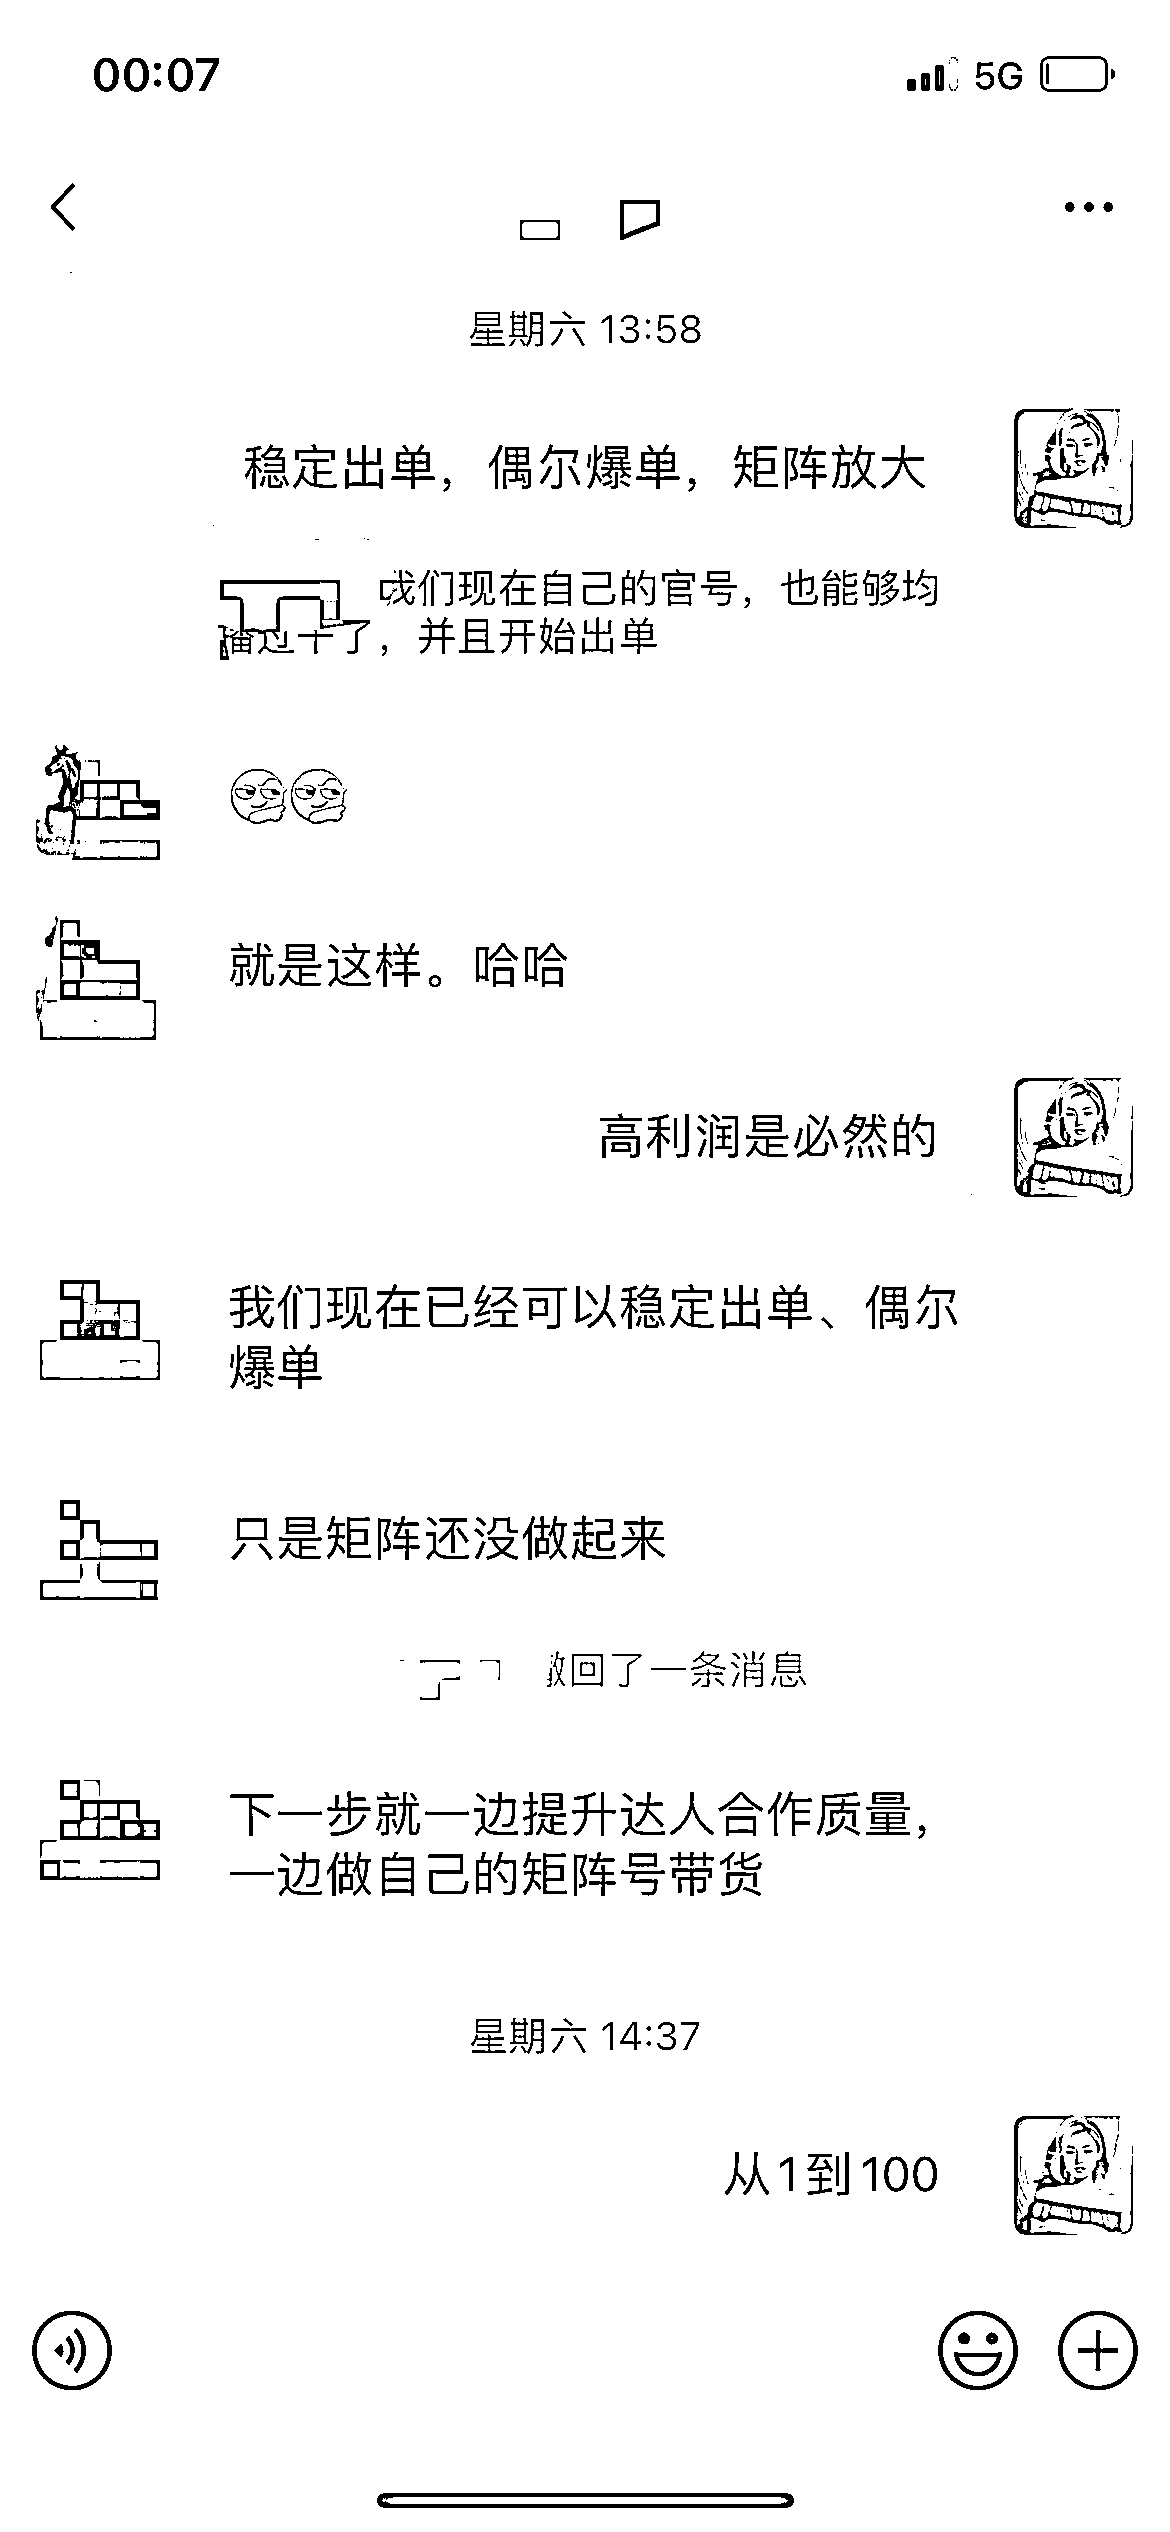 00:07
5G
星期六 13:58
稳定出单，偶尔爆单，矩阵放大
我们现在自己的官号，也能够均
播过千了，并且开始出单
就是这样。哈哈
高利润是必然的
我们现在已经可以稳定出单、偶尔
爆单
只是矩阵还没做起来
撤回了一条消息
下一步就一边提升达人合作质量，
一边做自己的矩阵号带货
星期六 14:37
从1到100